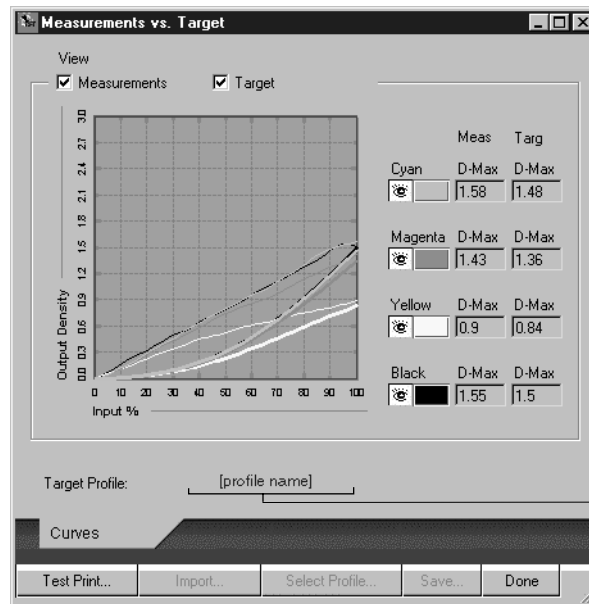 Measurements vs. Target
View
Measurements Target
3.0
2.7
2.4
2.1
1.8
1.5
1.2
0.9
0.6
0.3
0.0
Output Density
0 10 20 30 40 50 60 70 80 90 100
Input %
Meas Targ
Cyan D-Max D-Max
1.58 1.48
Magenta D-Max D-Max
1.43 1.36
Yellow D-Max D-Max
0.9 0.84
Black D-Max D-Max
1.55 1.5
Target Profile: [profile name]
Curves
Test Print... Import... Select Profile... Save... Done